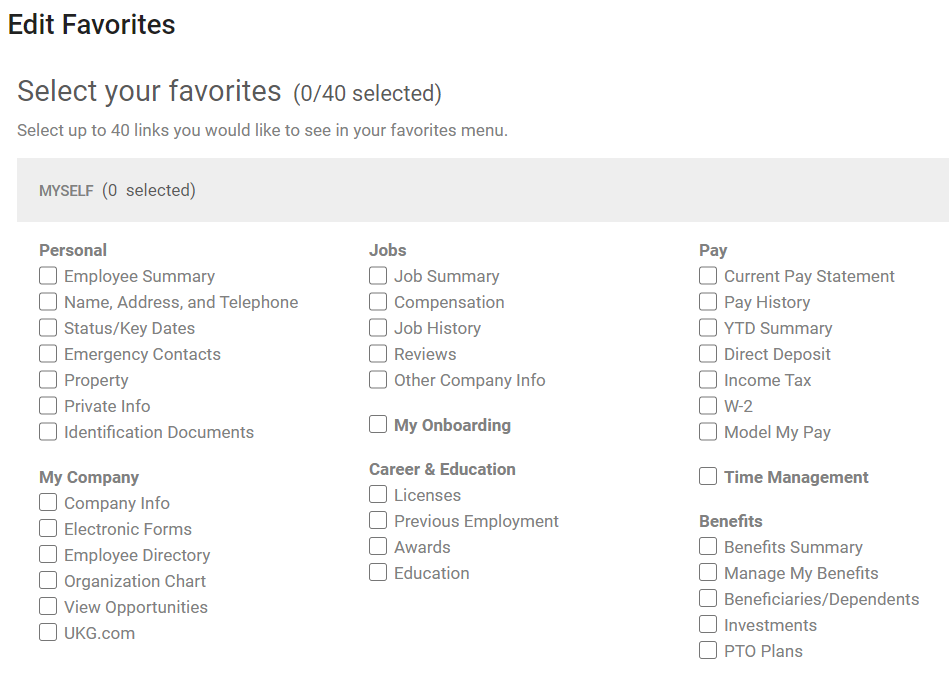 Edit Favorites
Select your favorites (0/40 selected)
Select up to 40 links you would like to see in your favorites menu.
MYSELF (0 selected)
Personal
Employee Summary
Name, Address, and Telephone
Status/Key Dates
Emergency Contacts
Property
Private Info
Identification Documents
My Company
Company Info
Electronic Forms
Employee Directory
Organization Chart
View Opportunities
UKG.com
Jobs
Job Summary
Compensation
Job History
Reviews
Other Company Info
My Onboarding
Career & Education
Licenses
Previous Employment
Awards
Education
Pay
Current Pay Statement
Pay History
YTD Summary
Direct Deposit
Income Tax
W-2
Model My Pay
Time Management
Benefits
Benefits Summary
Manage My Benefits
Beneficiaries/Dependents
Investments
PTO Plans